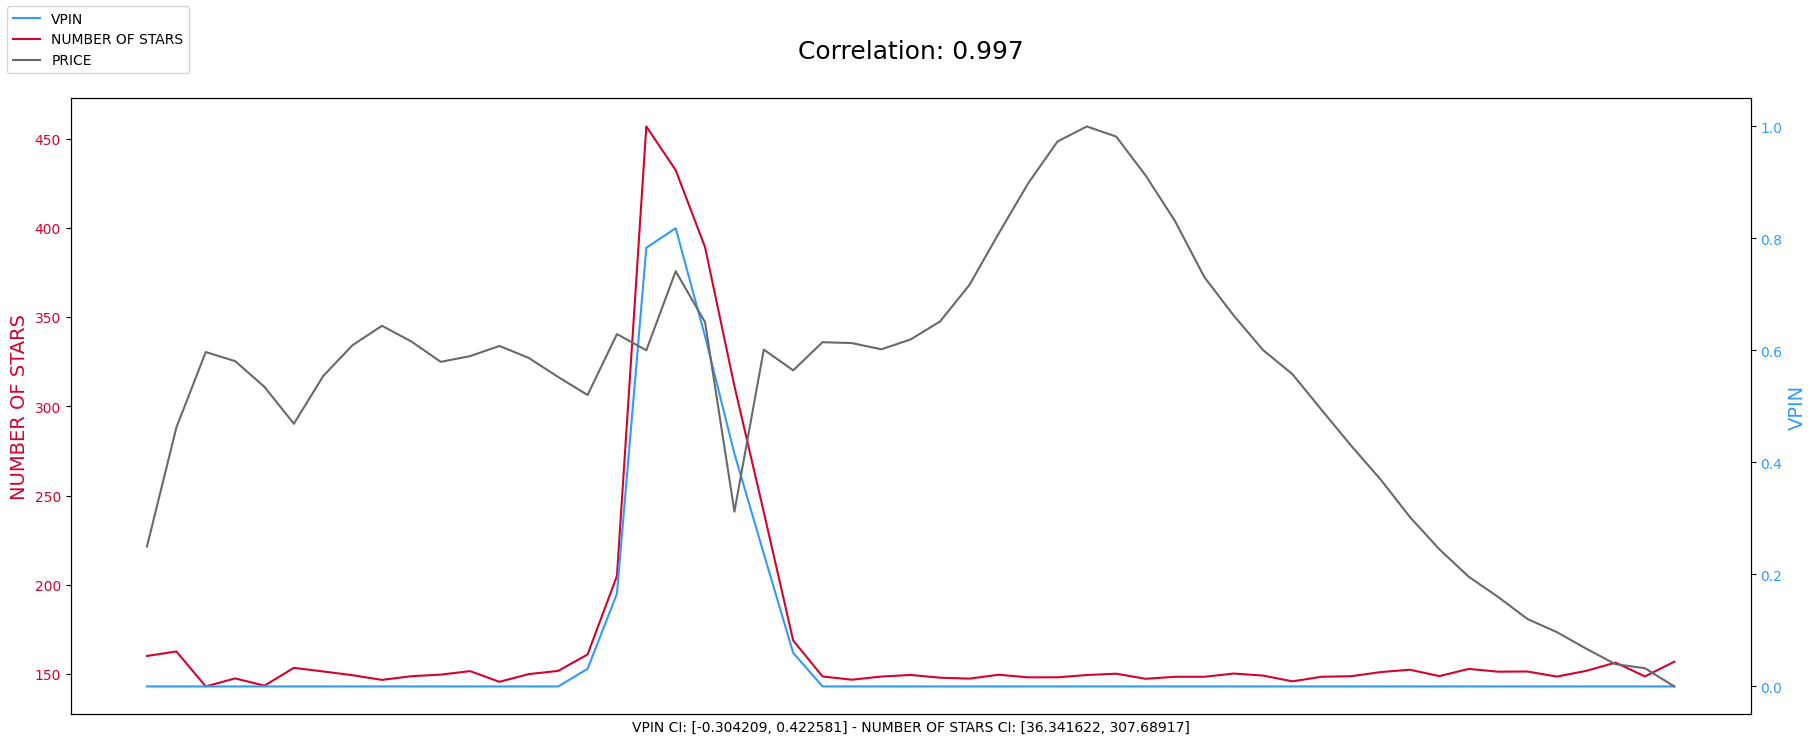 VPIN
NUMBER OF STARS
PRICE
Correlation: 0.997
450
400
350
300
250
200
150
NUMBER OF STARS
1.0
0.8
0.6
0.4
0.2
0.0
VPIN
VPIN CI: [-0.304209, 0.422581] - NUMBER OF STARS CI: [36.341622, 307.68917]